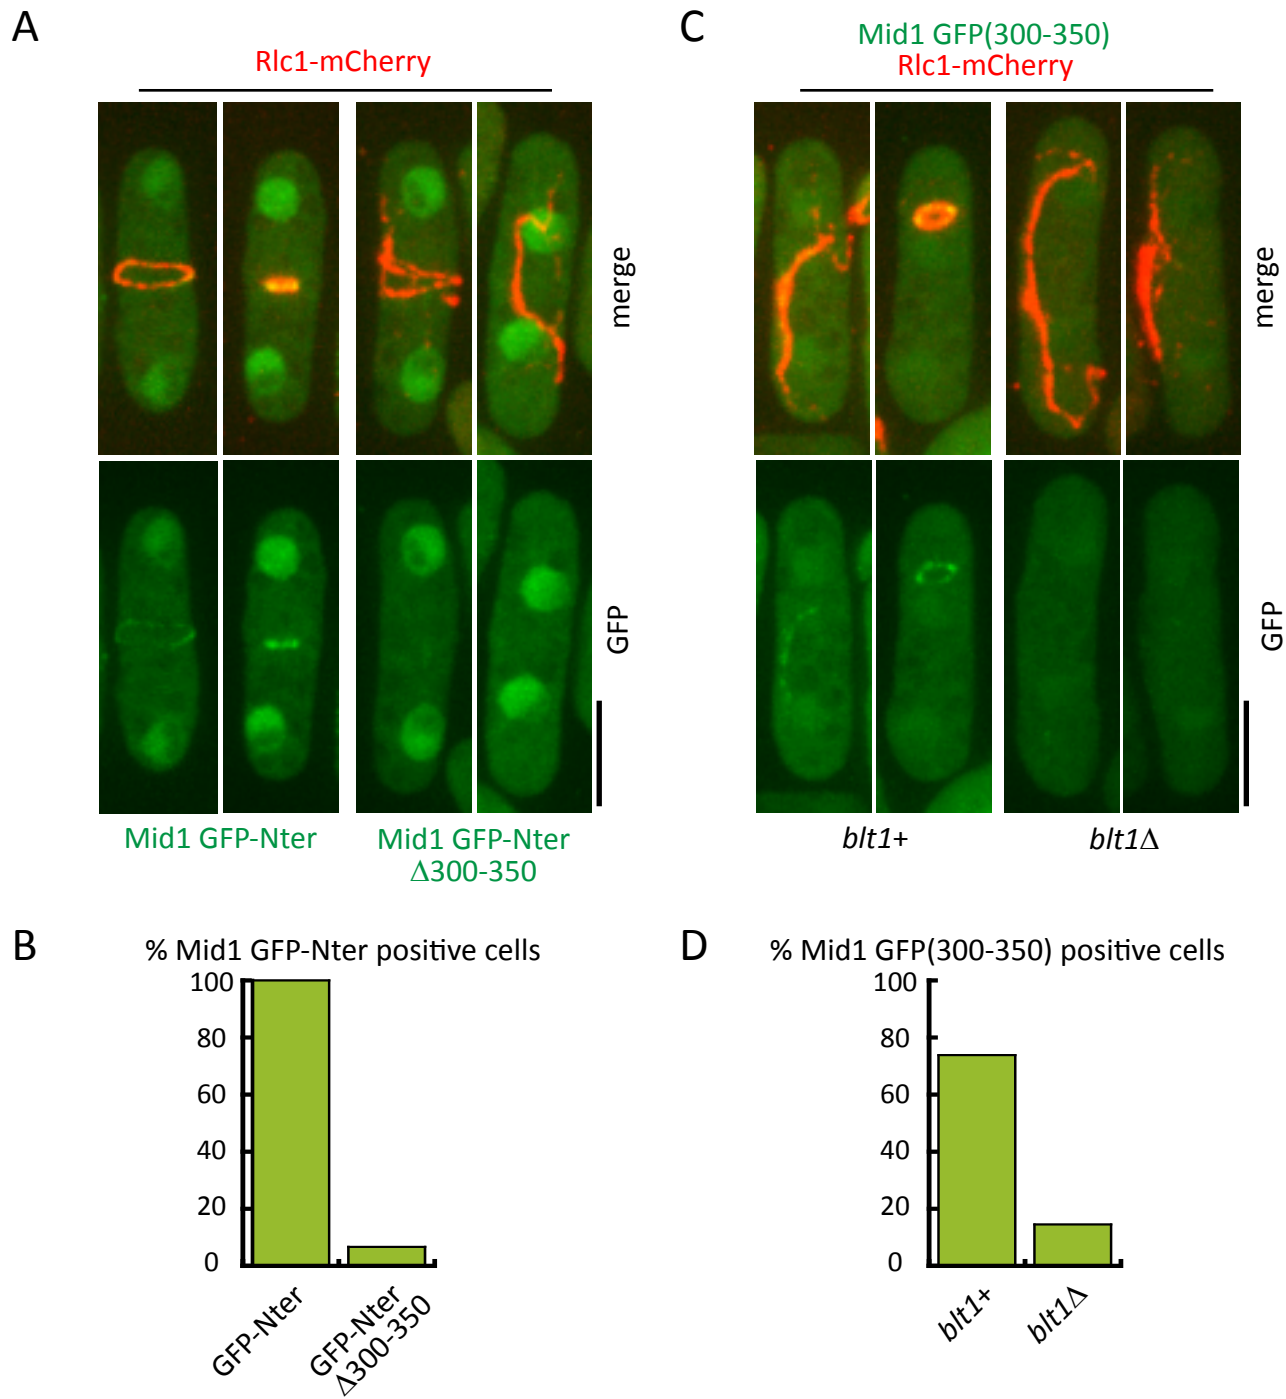 A
Rlc1-mCherry
merge
GFP
Mid1 GFP-Nter
Mid1 GFP-Nter
Δ300-350
B
% Mid1 GFP-Nter positive cells
100
80
60
40
20
0
GFP-Nter
GFP-Nter
Δ300-350
C
Mid1 GFP(300-350)
Rlc1-mCherry
merge
GFP
blt1+
blt1Δ
D
% Mid1 GFP(300-350) positive cells
100
80
60
40
20
0
blt1+
blt1Δ